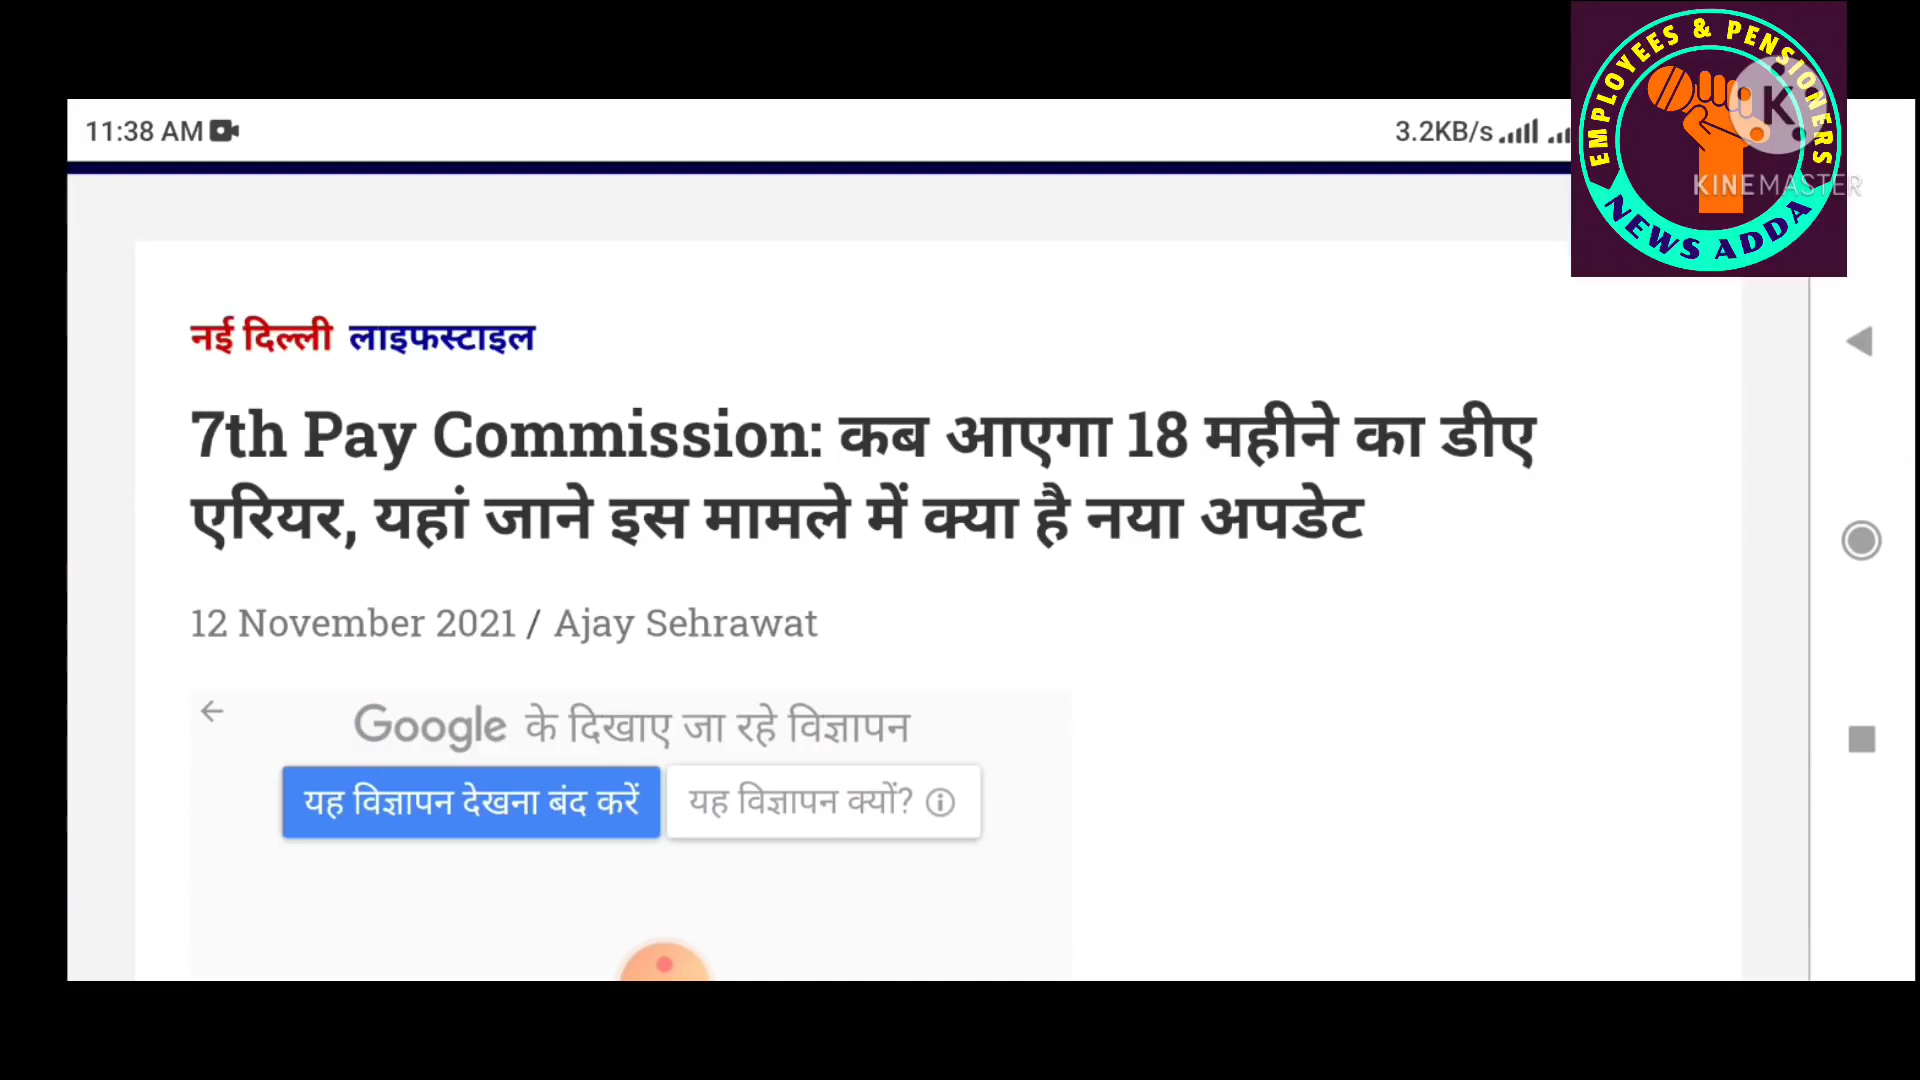 11:38 AM
3.2KB/s
EMPLOYEES & PENSIONERS
NEWS ADDA
K
KINEMASTER
नई दिल्ली लाइफस्टाइल
7th Pay Commission: कब आएगा 18 महीने का डीए
एरियर, यहां जाने इस मामले में क्या है नया अपडेट
12 November 2021 / Ajay Sehrawat
Google के दिखाए जा रहे विज्ञापन
यह विज्ञापन देखना बंद करें
यह विज्ञापन क्यों?